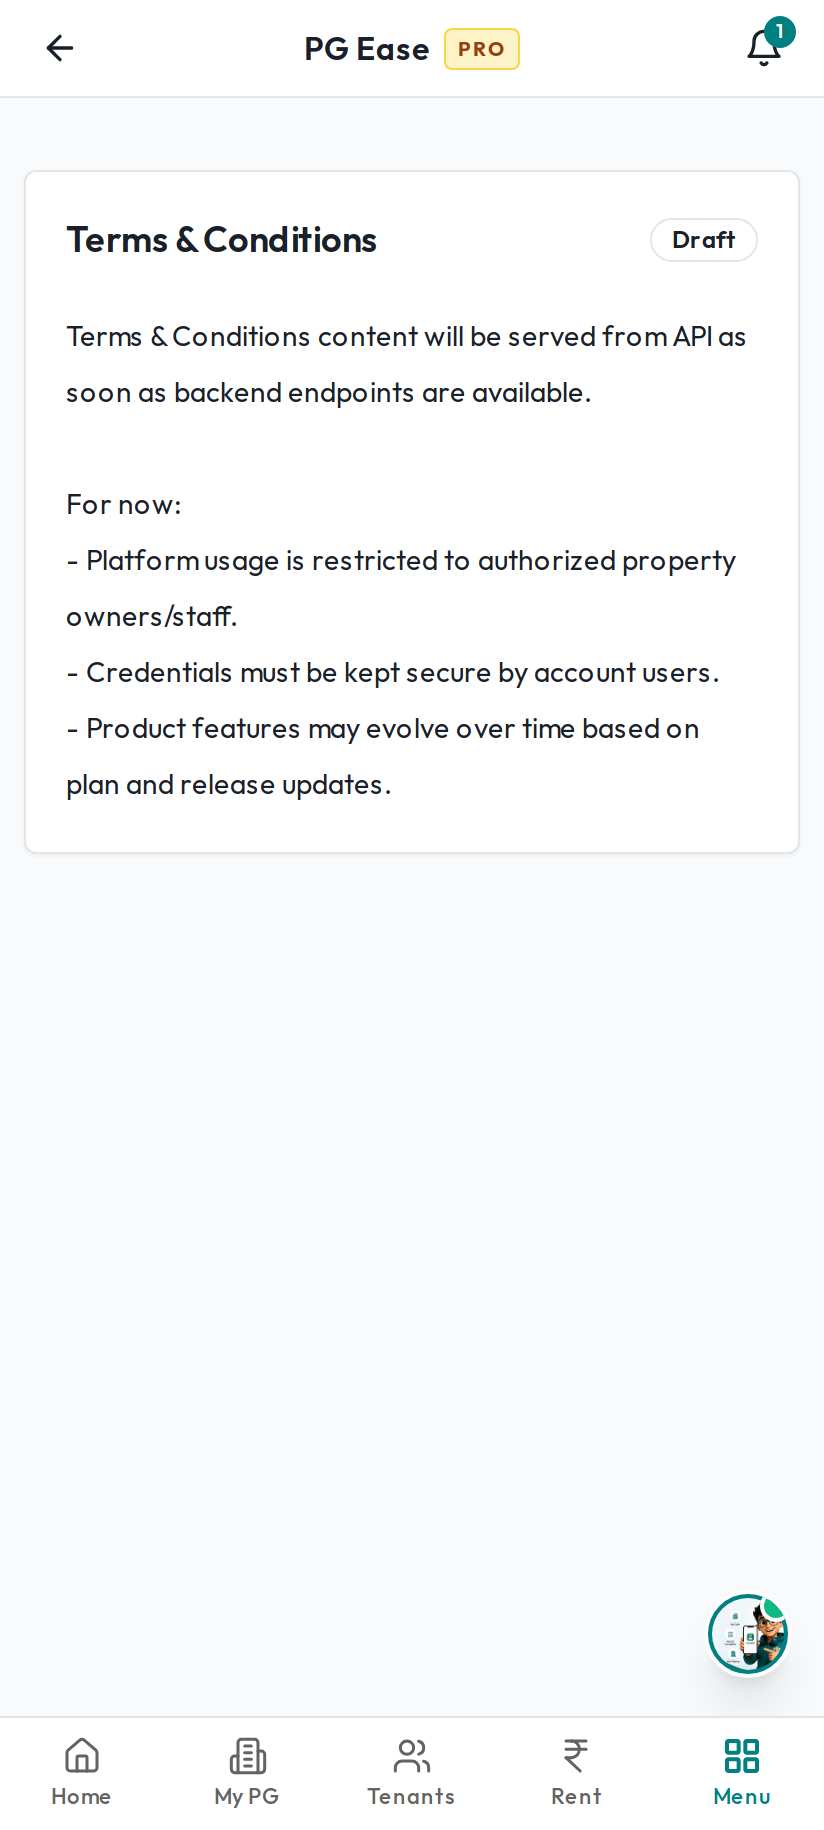 PG Ease PRO
1
Terms & Conditions
Draft
Terms & Conditions content will be served from API as
soon as backend endpoints are available.
For now:
- Platform usage is restricted to authorized property
owners/staff.
- Credentials must be kept secure by account users.
- Product features may evolve over time based on
plan and release updates.
Home
My PG
Tenants
Rent
Menu